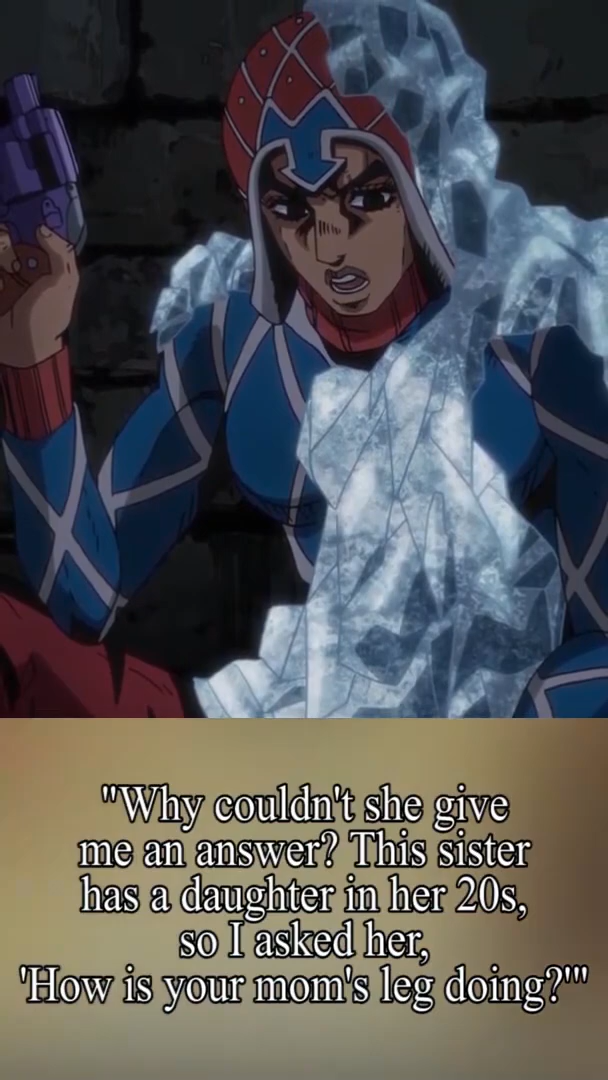 "Why couldn't she give
me an answer? This sister
has a daughter in her 20s,
so I asked her,
'How is your mom's leg doing?'"